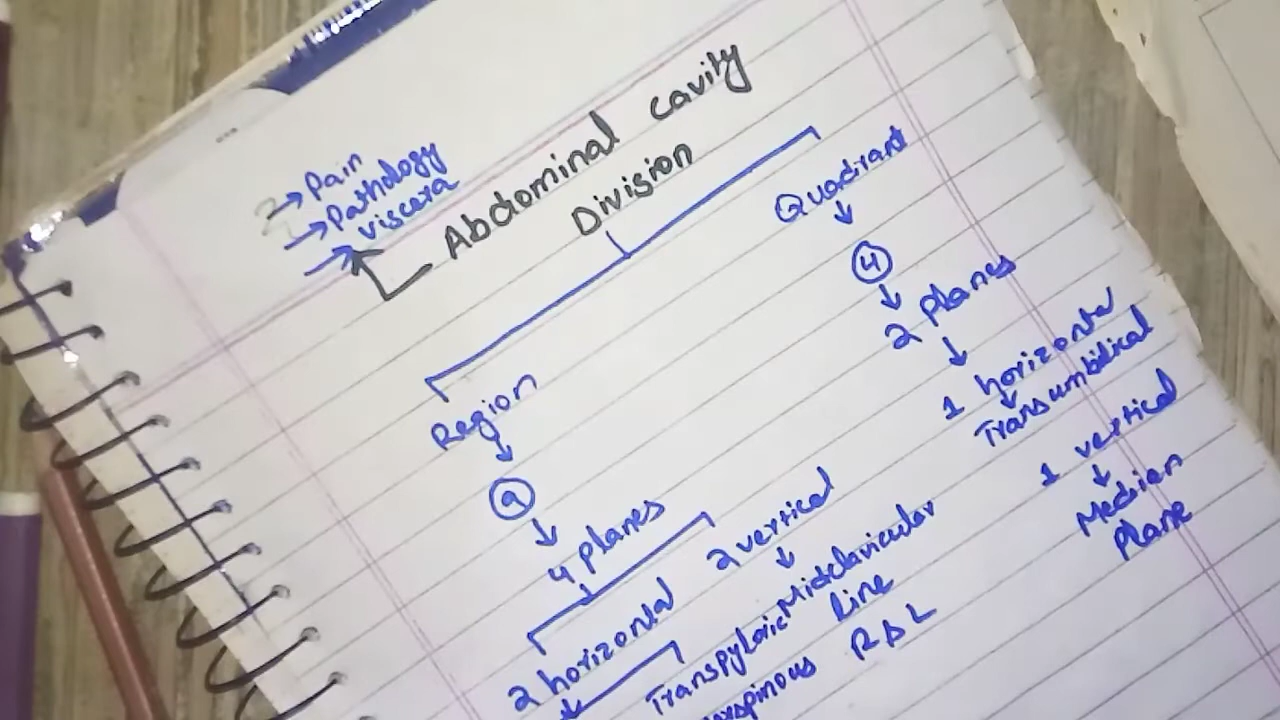 → Pain
→ Pathology
→ viscera
Abdominal cavity
Division
Quadrant
↓
4
↓
2 planes
↓
1 horizontal
↓
Transumbilical
1 vertical
↓
Median
Plane
Region
↓
9
↓
4 planes
2 vertical
↓
Midclavicular
Line
R & L
2 horizontal
Transpyloric